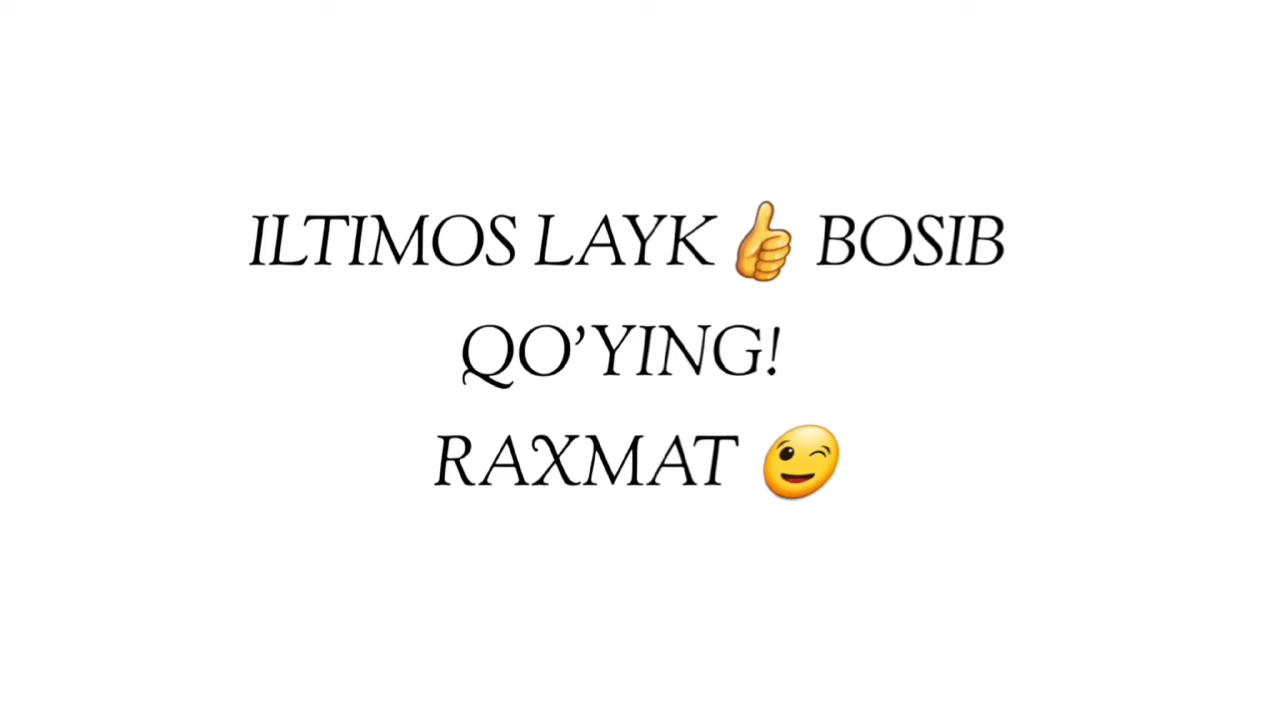 ILTIMOS LAYK 👍 BOSIB
QO’YING!
RAXMAT 😉